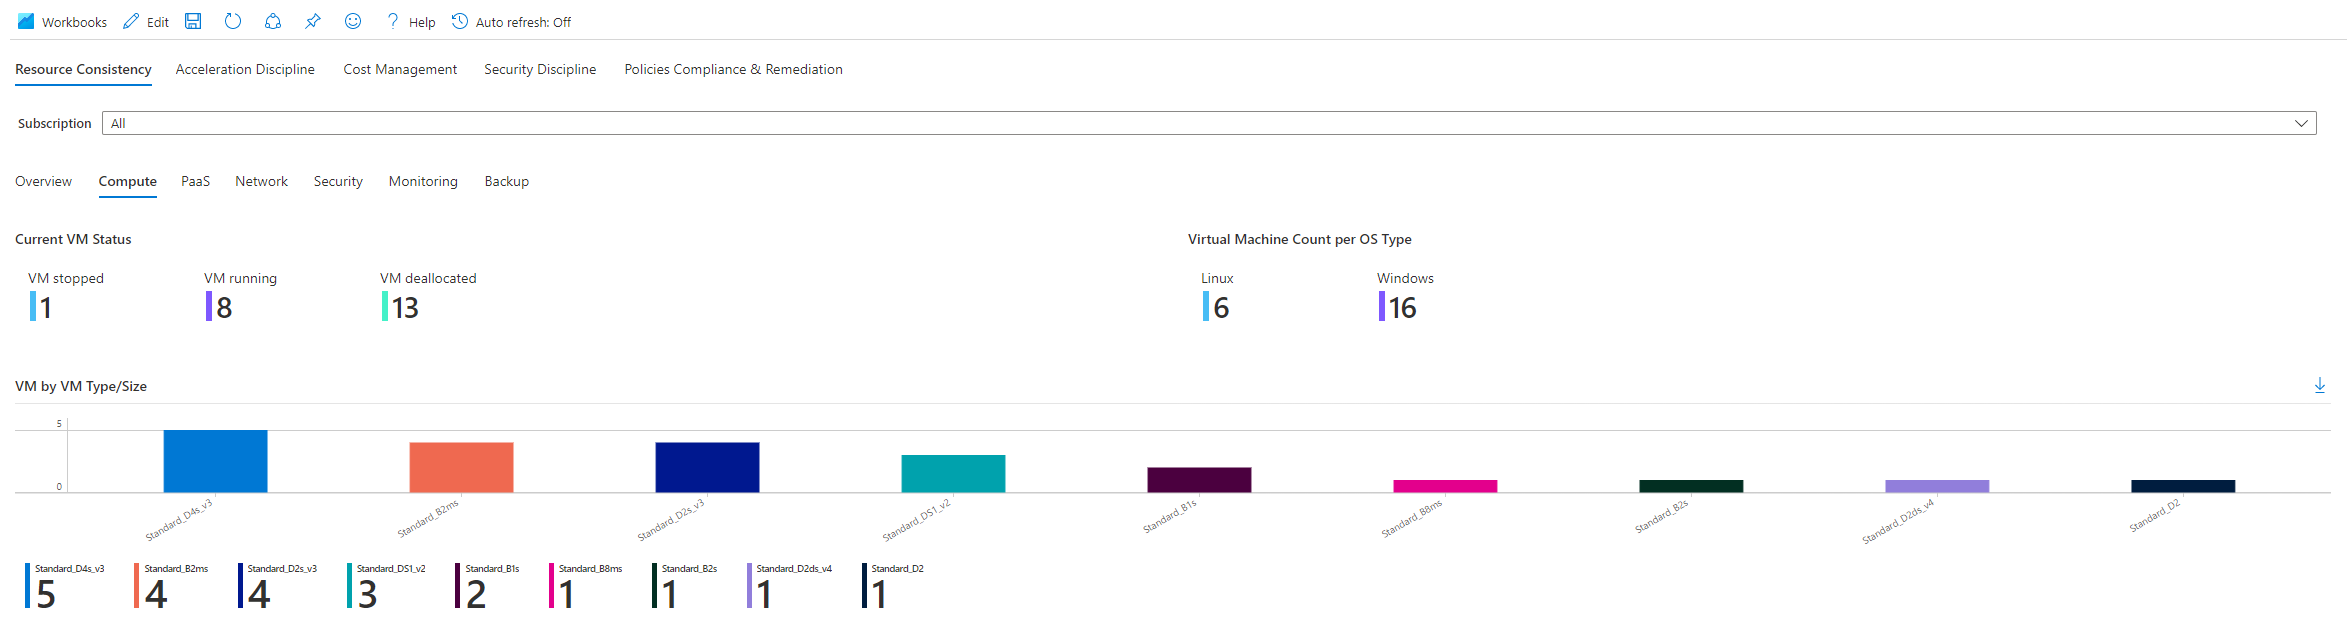 Workbooks Edit Help Auto refresh: Off
Resource Consistency Acceleration Discipline Cost Management Security Discipline Policies Compliance & Remediation
Subscription All
Overview Compute PaaS Network Security Monitoring Backup
Current VM Status
VM stopped VM running VM deallocated
1 8 13
Virtual Machine Count per OS Type
Linux Windows
6 16
VM by VM Type/Size
5
0
Standard_D4s_v3 Standard_B2ms Standard_D2s_v3 Standard_DS1_v2 Standard_B1s Standard_B8ms Standard_B2s Standard_D2ds_v4 Standard_D2
Standard_D4s_v3 Standard_B2ms Standard_D2s_v3 Standard_DS1_v2 Standard_B1s Standard_B8ms Standard_B2s Standard_D2ds_v4 Standard_D2
5 4 4 3 2 1 1 1 1